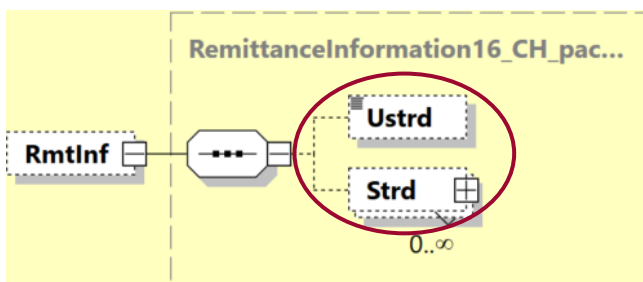 RemittanceInformation16_CH_pac...
Ustrd
RmtInf
Strd
0..∞